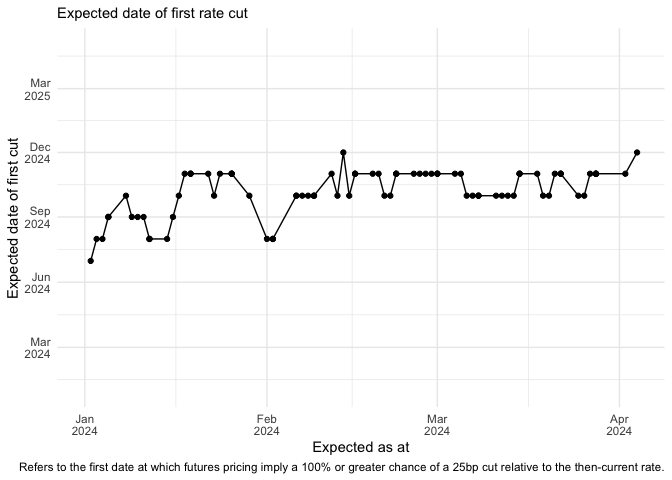 Expected date of first rate cut
Expected date of first cut
Mar
2025
Dec
2024
Sep
2024
Jun
2024
Mar
2024
Jan
2024
Feb
2024
Mar
2024
Apr
2024
Expected as at
Refers to the first date at which futures pricing imply a 100% or greater chance of a 25bp cut relative to the then-current rate.